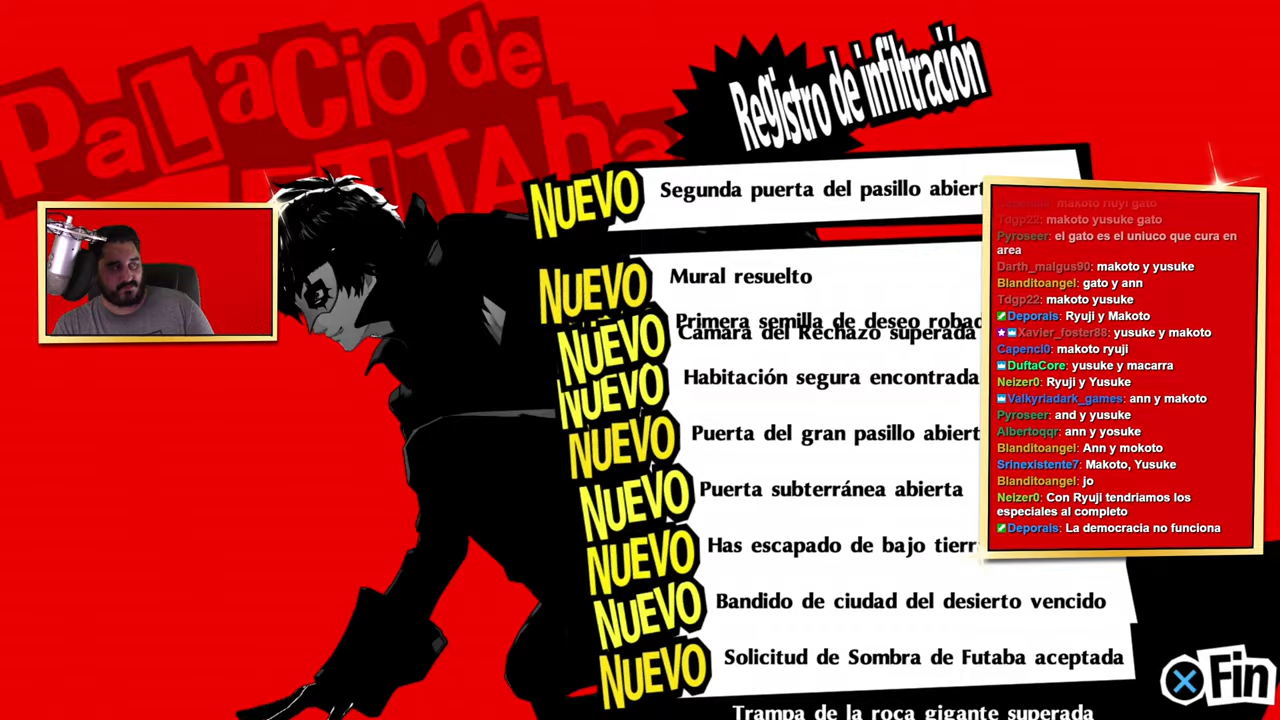 Palacio de
FUTAba
Registro de infiltración
NUEVO Segunda puerta del pasillo abiert
NUEVO Mural resuelto
NUEVO Primera semilla de deseo robad
NUEVO Cámara del Rechazo superada
NUEVO Habitación segura encontrada
NUEVO Puerta del gran pasillo abiert
NUEVO Puerta subterránea abierta
NUEVO Has escapado de bajo tierr
NUEVO Bandido de ciudad del desierto vencido
NUEVO Solicitud de Sombra de Futaba aceptada
Trampa de la roca gigante superada
makoto riuyi gato
Tdgp22: makoto yusuke gato
Pyroseer: el gato es el uniuco que cura en
area
Darth_malgus90: makoto y yusuke
Blanditoangel: gato y ann
Tdgp22: makoto yusuke
Deporais: Ryuji y Makoto
Xavier_foster88: yusuke y makoto
Capencl0: makoto ryuji
DuftaCore: yusuke y macarra
Neizer0: Ryuji y Yusuke
Valkyriadark_games: ann y makoto
Pyroseer: and y yusuke
Albertoqqr: ann y yosuke
Blanditoangel: Ann y mokoto
Srinexistente7: Makoto, Yusuke
Blanditoangel: jo
Neizer0: Con Ryuji tendriamos los
especiales al completo
Deporais: La democracia no funciona
Fin